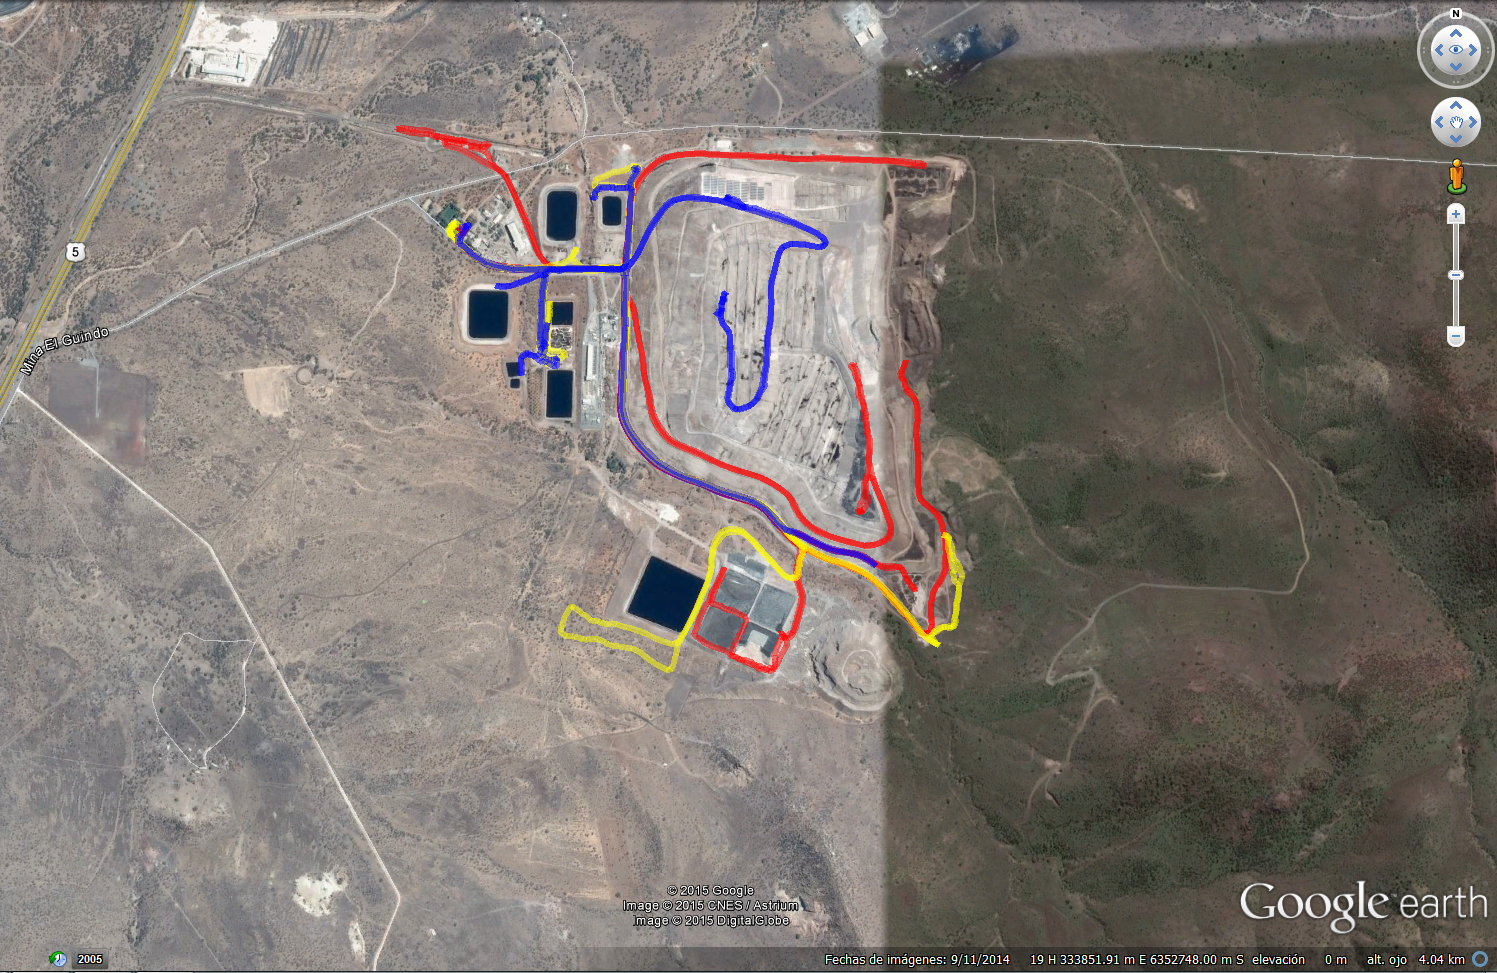 N
5
Mina El Guindo
© 2015 Google
Image © 2015 CNES / Astrium
Image © 2015 DigitalGlobe
Google earth
2005
Fechas de imágenes: 9/11/2014 19 H 333851.91 m E 6352748.00 m S elevación 0 m alt. ojo 4.04 km